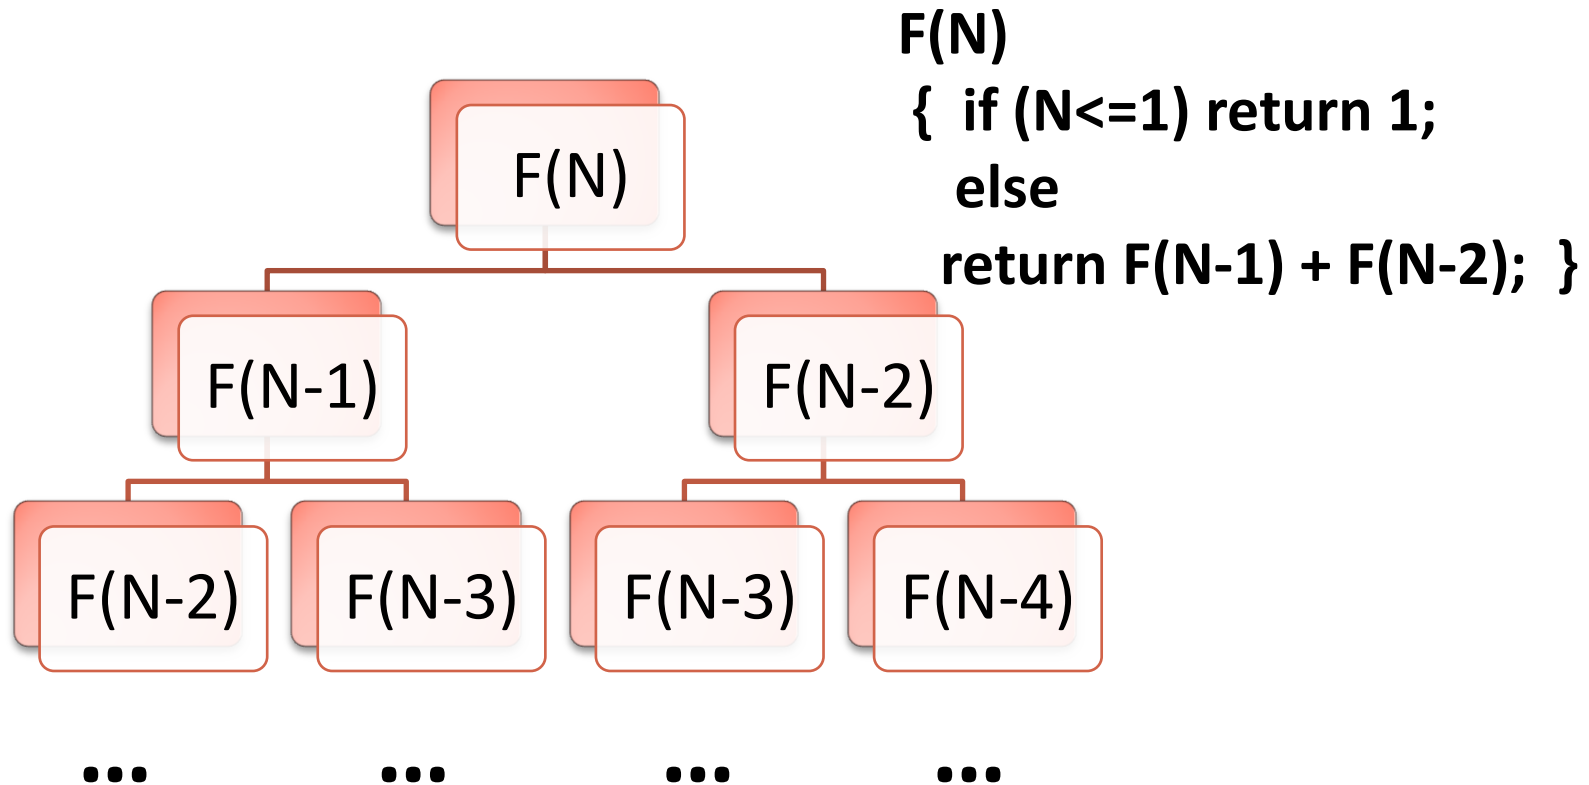 F(N)
{ if (N<=1) return 1;
else
return F(N-1) + F(N-2); }
F(N)
F(N-1)
F(N-2)
F(N-2)
F(N-3)
F(N-3)
F(N-4)
... ... ... ...